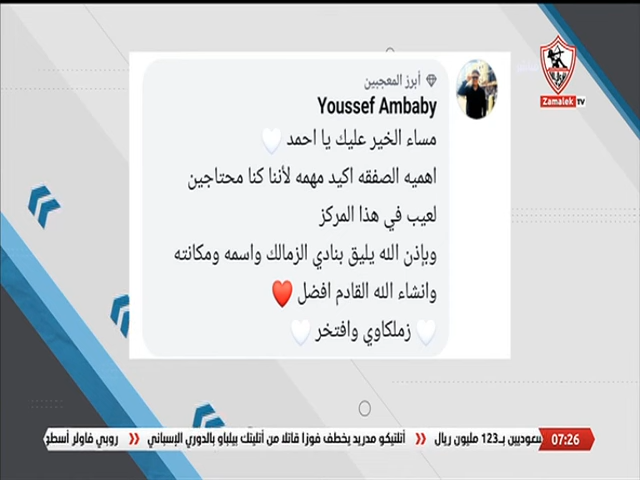 Zamalek TV
أبرز المعجبين
Youssef Ambaby
مساء الخير عليك يا احمد 🤍
اهميه الصفقه اكيد مهمه لأننا كنا محتاجين
لعيب في هذا المركز
وبإذن الله يليق بنادي الزمالك واسمه ومكانته
وانشاء الله القادم افضل ❤️
🤍 زملكاوي وافتخر 🤍
07:26 سعوديين بـ123 مليون ريال » أتلتيكو مدريد يخطف فوزا قاتلا من أتليتك بيلباو بالدوري الإسباني » روبي فاولر أسطو